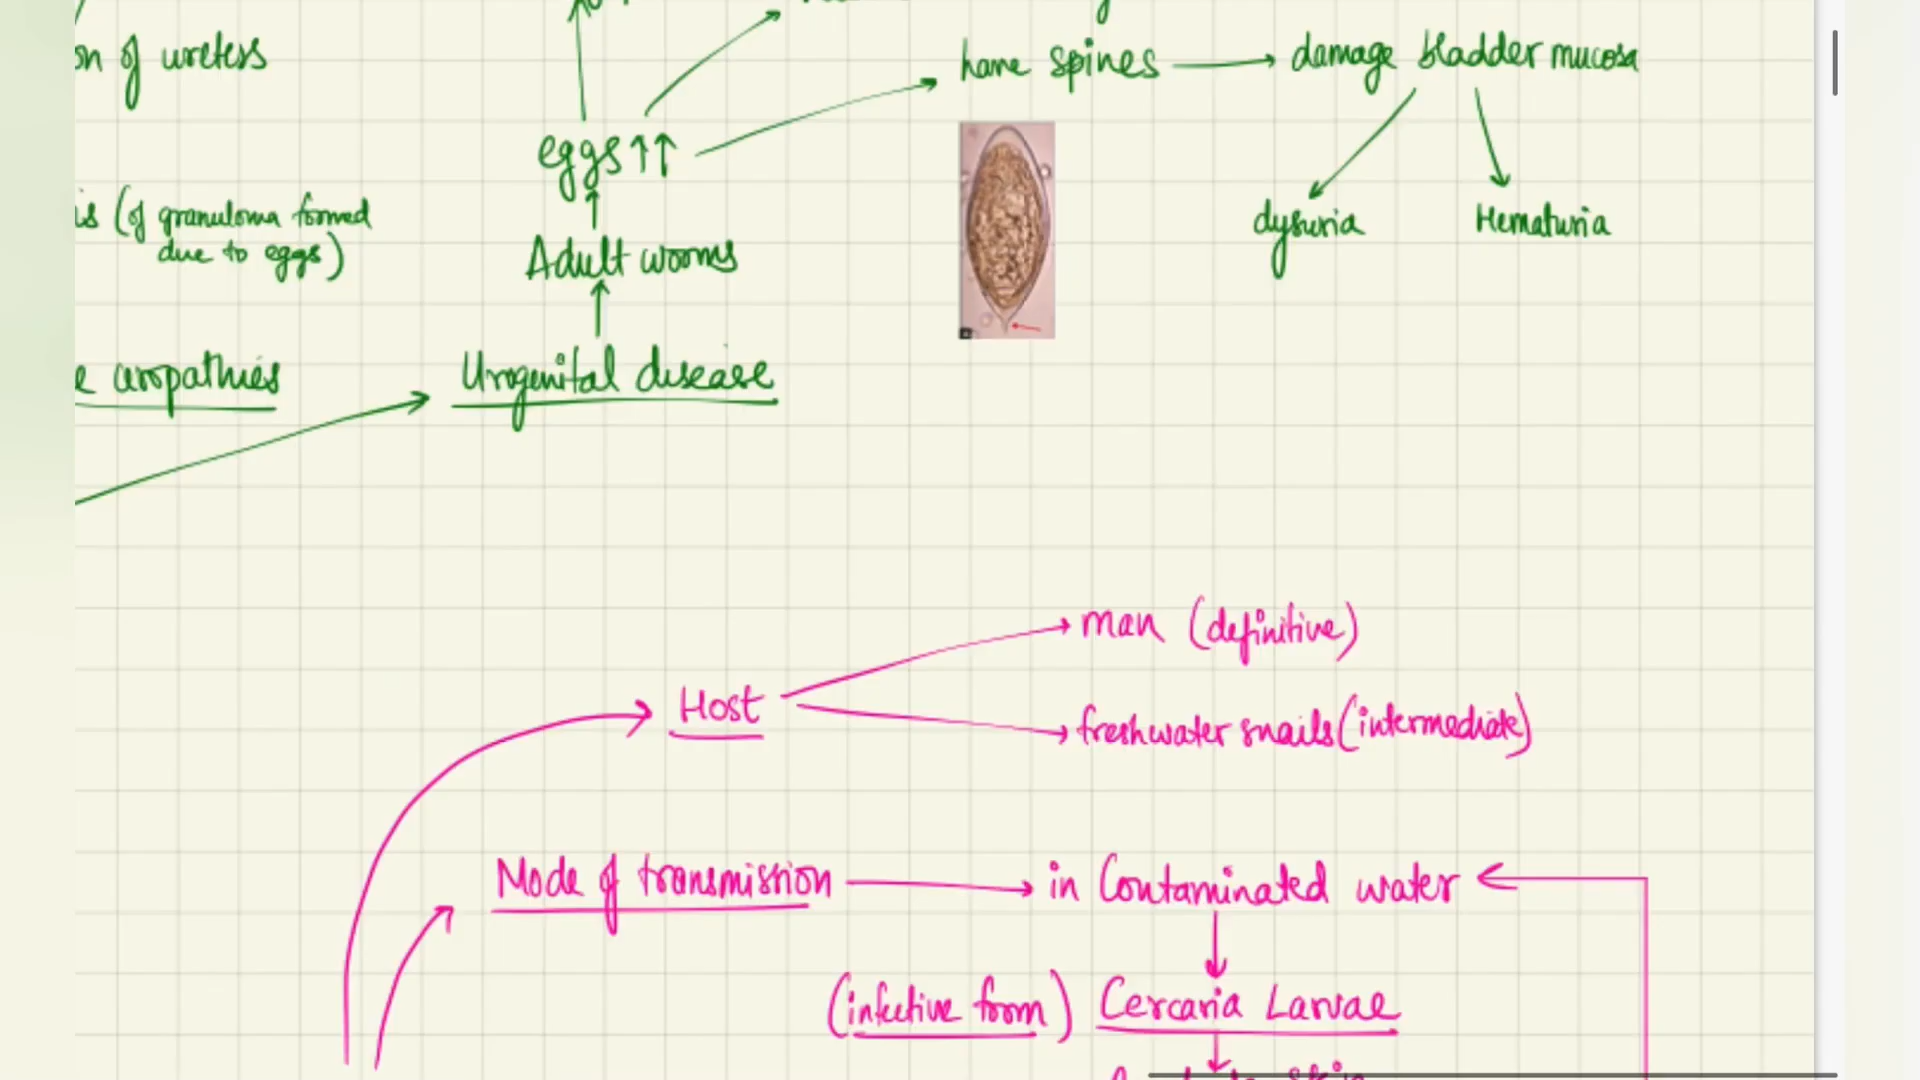 of ureters
have spines
damage bladder mucosa
eggs↑↑
is (of granuloma formed
due to eggs)
dysuria
Hematuria
Adult worms
uropathies
Urogenital disease
man (definitive)
Host
freshwater snails (intermediate)
Mode of transmission
in Contaminated water
(infective form)
Cercaria Larvae